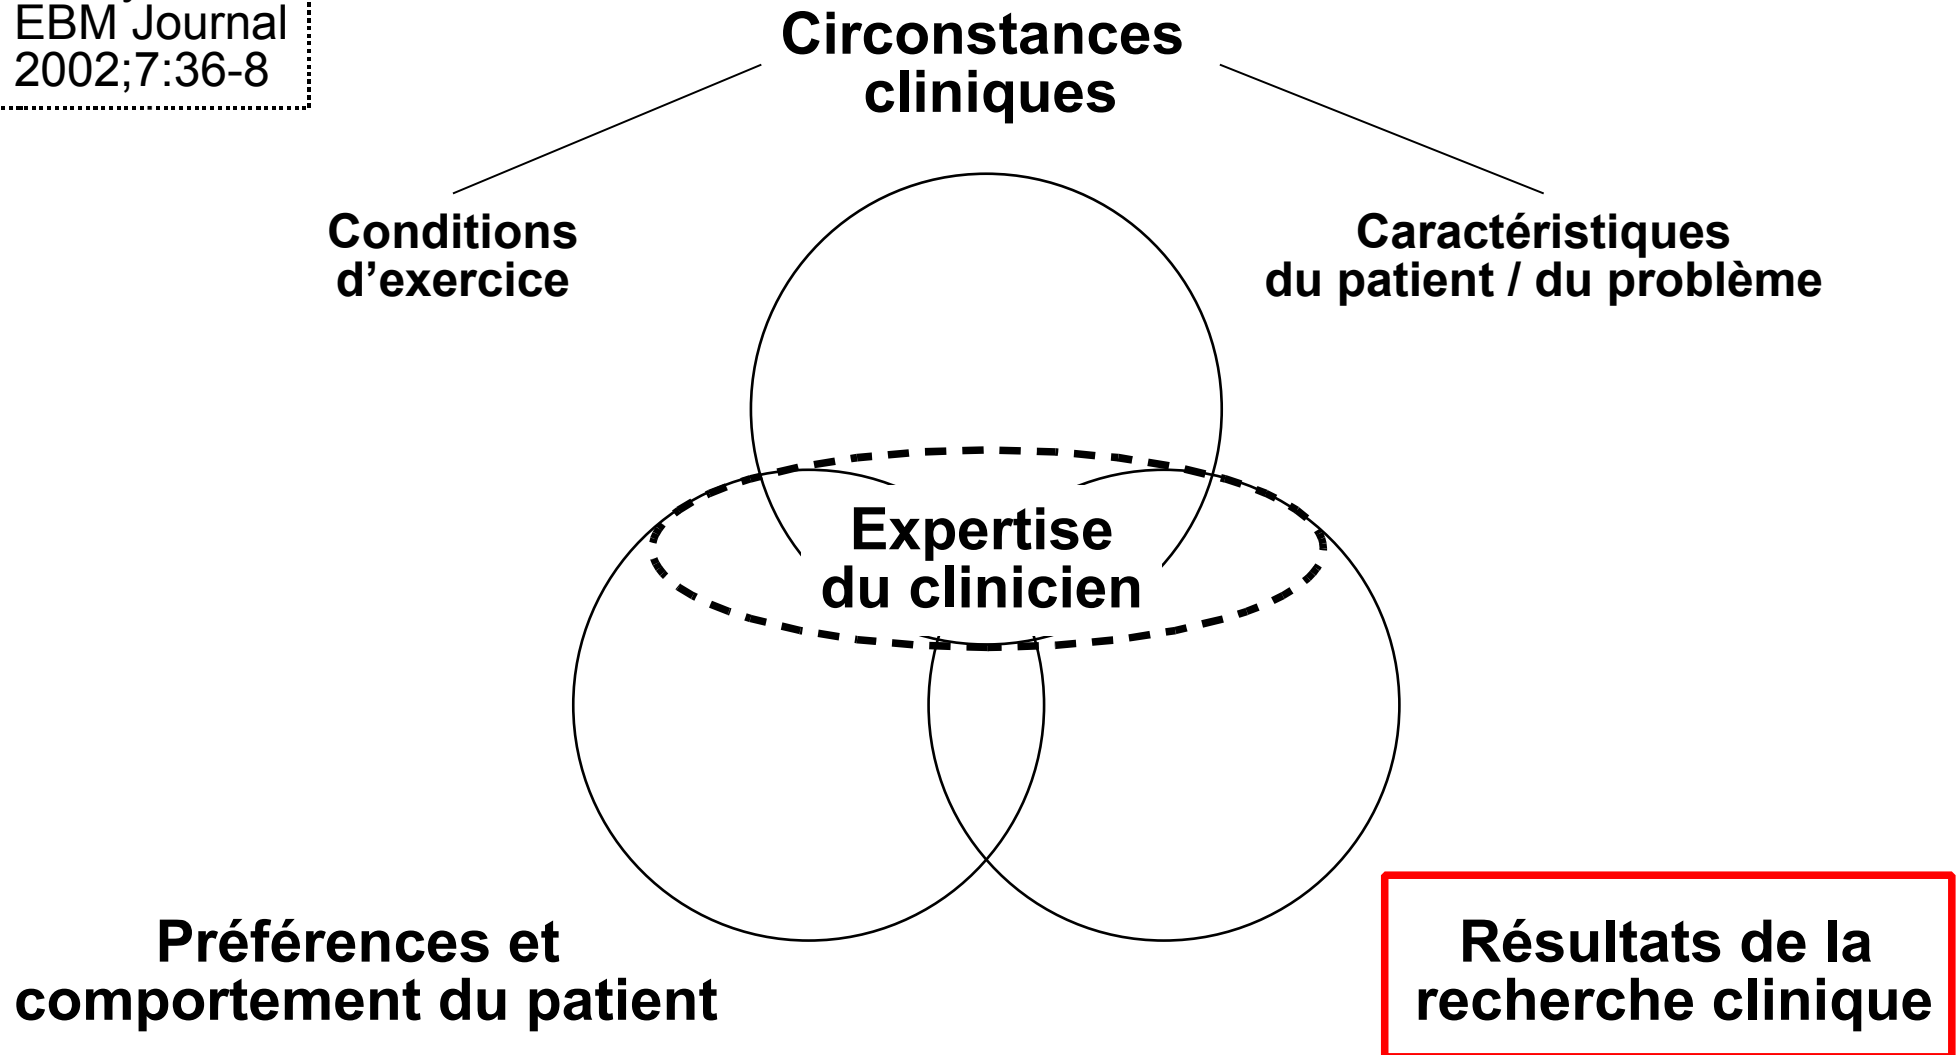 EBM Journal
2002;7:36-8
Circonstances
cliniques
Conditions
d’exercice
Caractéristiques
du patient / du problème
Expertise
du clinicien
Préférences et
comportement du patient
Résultats de la
recherche clinique